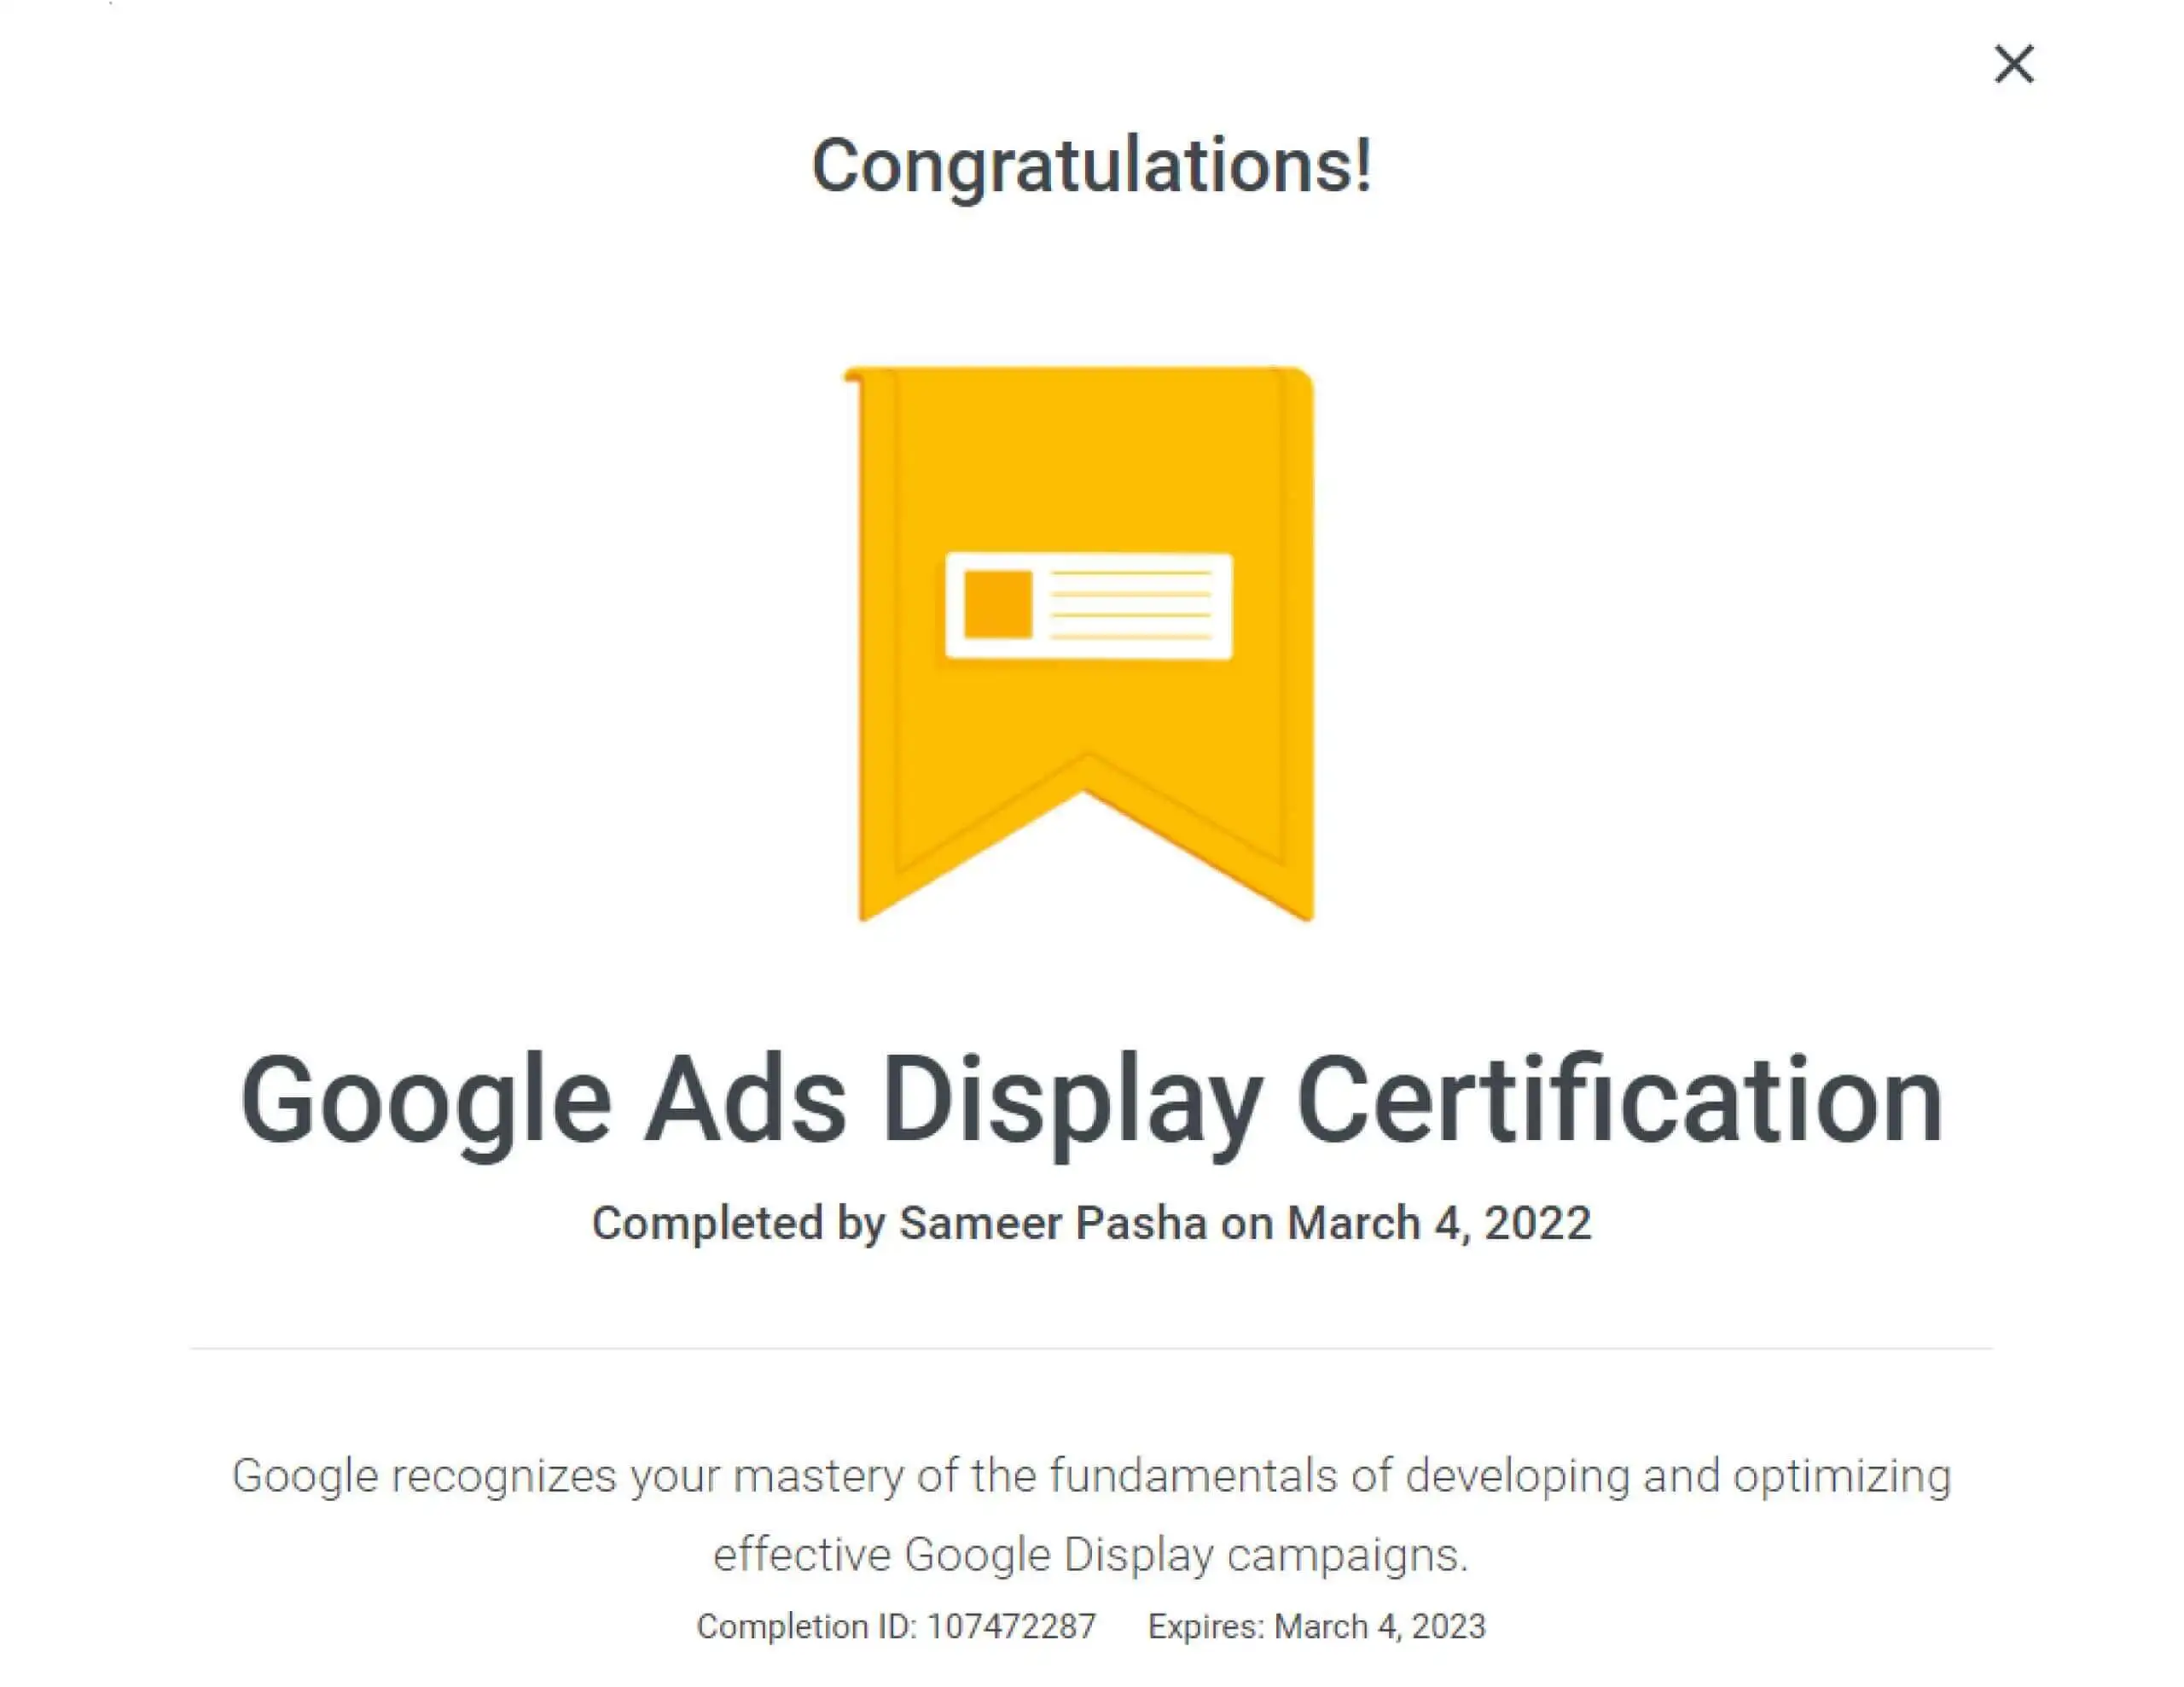 Congratulations!
Google Ads Display Certification
Completed by Sameer Pasha on March 4, 2022
Google recognizes your mastery of the fundamentals of developing and optimizing
effective Google Display campaigns.
Completion ID: 107472287 Expires: March 4, 2023